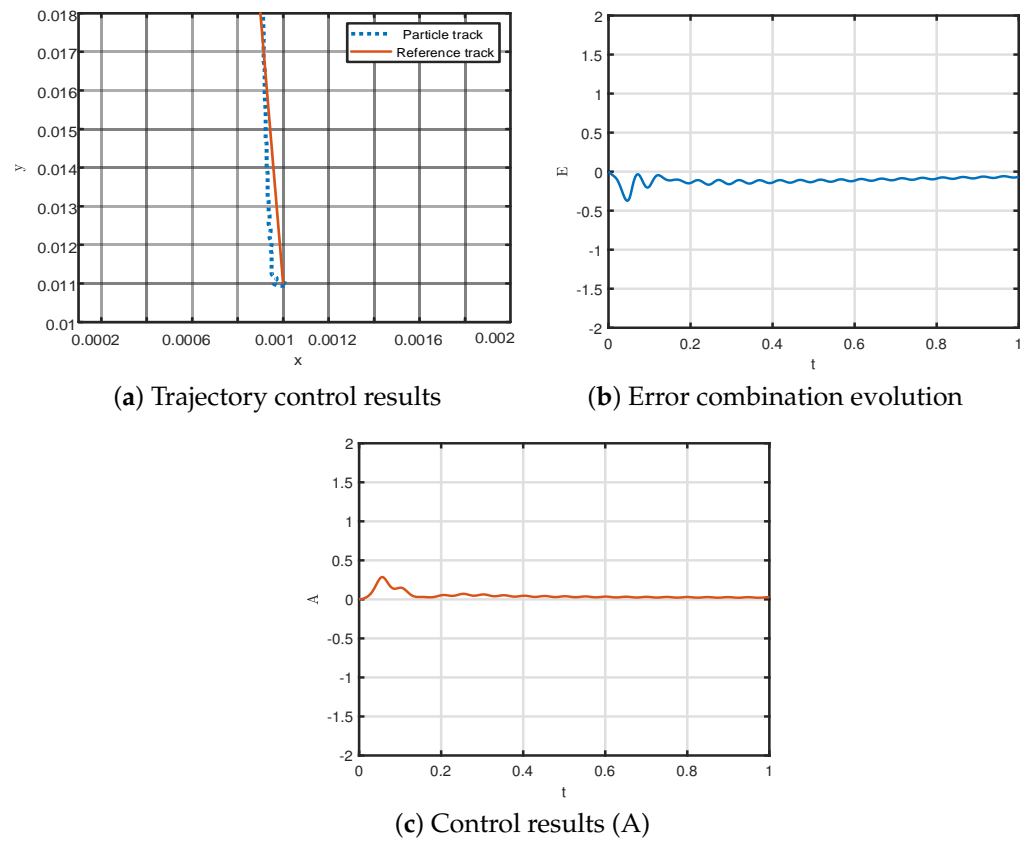 0.018
0.017
0.016
0.015
0.014
0.013
0.012
0.011
0.01
y
Particle track
Reference track
0.0002 0.0006 0.001 0.0012 0.0016 0.002
x
(a) Trajectory control results
2
1.5
1
0.5
0
-0.5
-1
-1.5
-2
E
0 0.2 0.4 0.6 0.8 1
t
(b) Error combination evolution
2
1.5
1
0.5
0
-0.5
-1
-1.5
-2
A
0 0.2 0.4 0.6 0.8 1
t
(c) Control results (A)